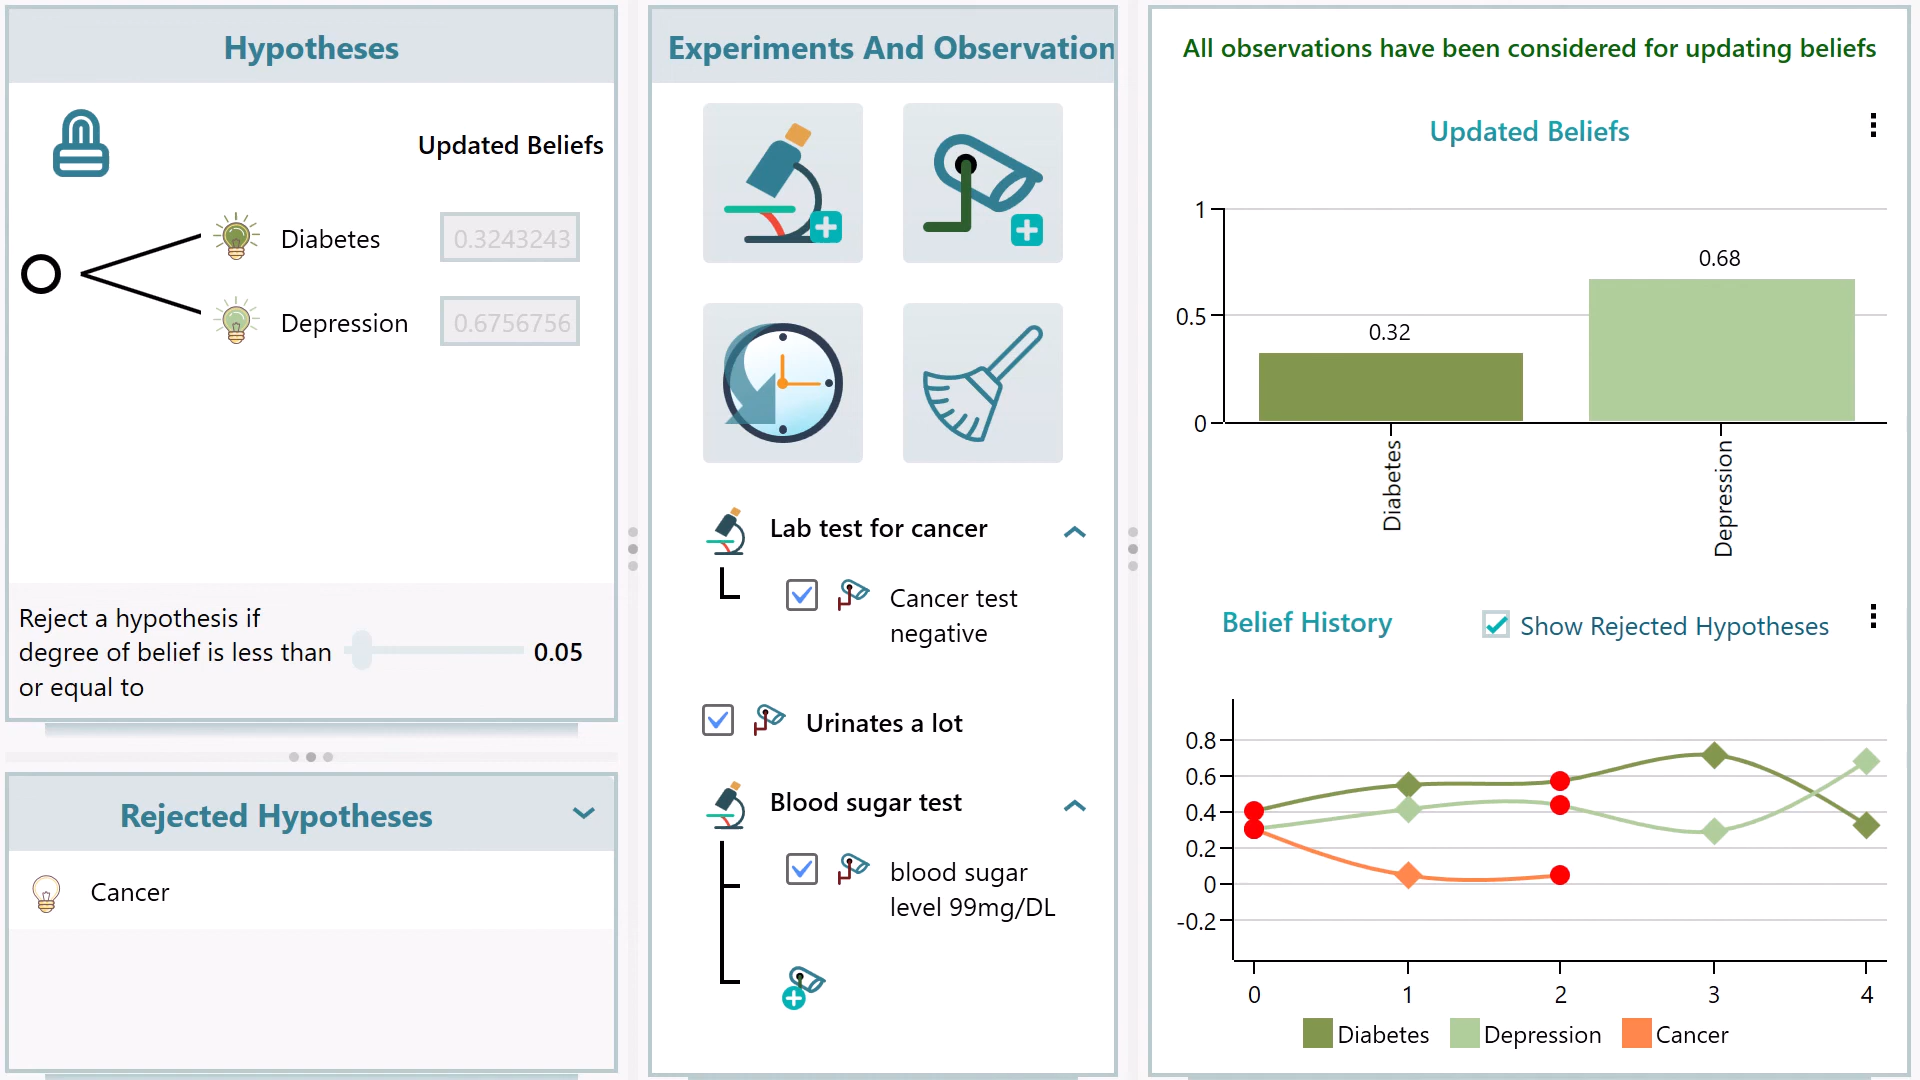 Hypotheses
Updated Beliefs
Diabetes
0.3243243
Depression
0.6756756
Reject a hypothesis if
degree of belief is less than
or equal to
0.05
Rejected Hypotheses
Cancer
Experiments And Observation
Lab test for cancer
Cancer test
negative
Urinates a lot
Blood sugar test
blood sugar
level 99mg/DL
All observations have been considered for updating beliefs
Updated Beliefs
1
0.5
0
0.32
0.68
Diabetes
Depression
Belief History
Show Rejected Hypotheses
0.8
0.6
0.4
0.2
0
-0.2
0 1 2 3 4
Diabetes Depression Cancer